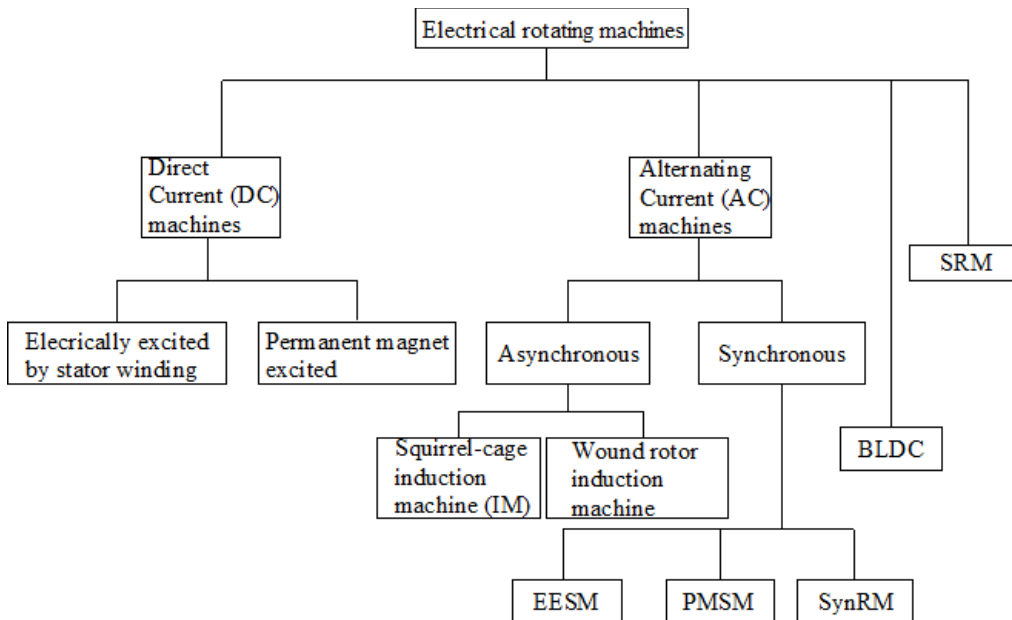 Electrical rotating machines
Direct
Current (DC)
machines
Alternating
Current (AC)
machines
SRM
Elecrically excited
by stator winding
Permanent magnet
excited
Asynchronous
Synchronous
BLDC
Squirrel-cage
induction
machine (IM)
Wound rotor
induction
machine
EESM
PMSM
SynRM